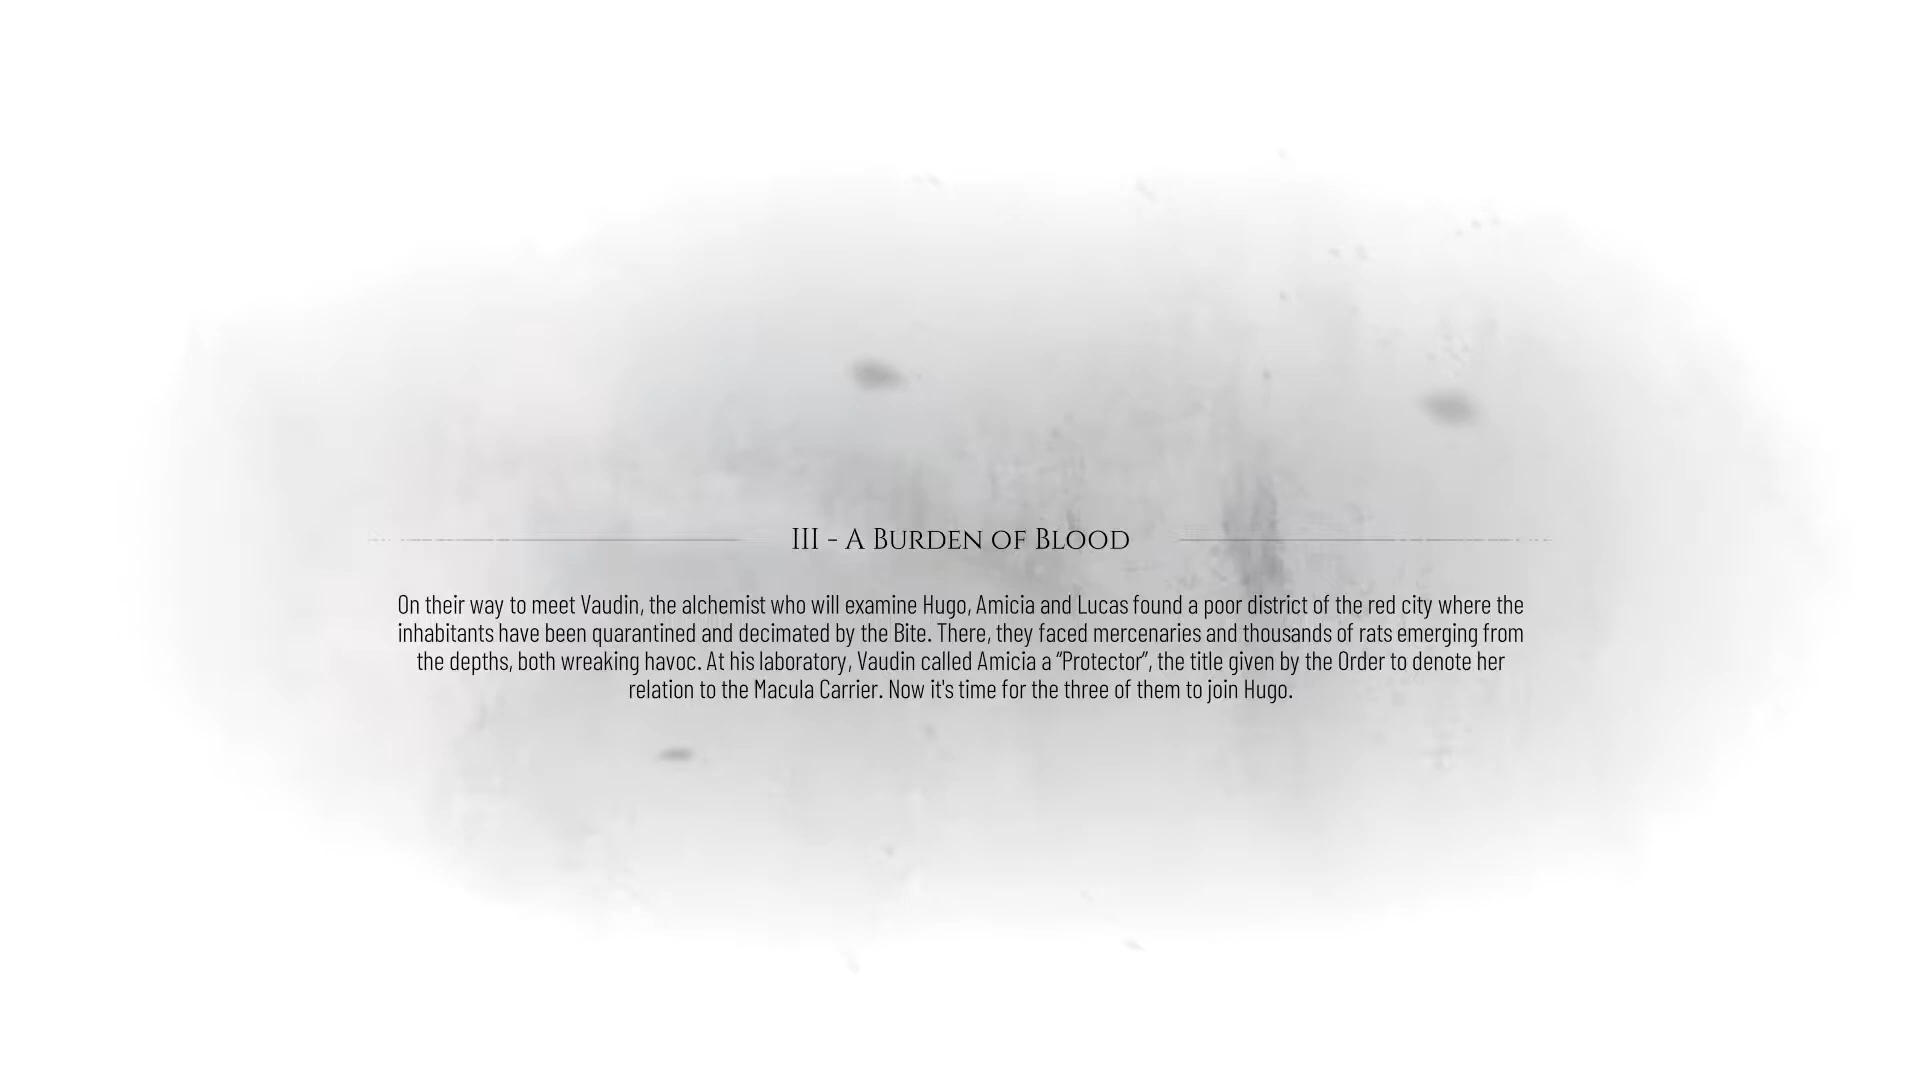 III - A Burden of Blood
On their way to meet Vaudin, the alchemist who will examine Hugo, Amicia and Lucas found a poor district of the red city where the
inhabitants have been quarantined and decimated by the Bite. There, they faced mercenaries and thousands of rats emerging from
the depths, both wreaking havoc. At his laboratory, Vaudin called Amicia a “Protector”, the title given by the Order to denote her
relation to the Macula Carrier. Now it's time for the three of them to join Hugo.